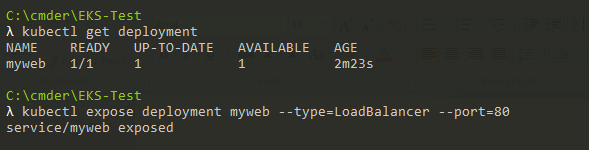 C:\cmder\EKS-Test
λ kubectl get deployment
NAME    READY   UP-TO-DATE   AVAILABLE   AGE
myweb   1/1     1            1           2m23s
C:\cmder\EKS-Test
λ kubectl expose deployment myweb --type=LoadBalancer --port=80
service/myweb exposed